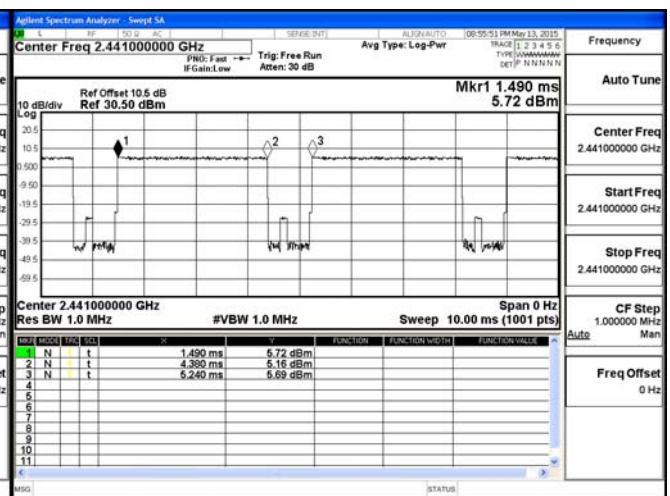 Agilent Spectrum Analyzer - Swept SA
L RF 50 Ω AC SENSE:INT ALIGN AUTO 08:55:51 PM May 13, 2015
Center Freq 2.441000000 GHz
PNO: Fast
IFGain:Low
Trig: Free Run
Atten: 30 dB
Avg Type: Log-Pwr
TRACE 1 2 3 4 5 6
TYPE
DET P N N N N N
Ref Offset 10.5 dB
Ref 30.50 dBm
10 dB/div
Log
Mkr1 1.490 ms
5.72 dBm
20.5
10.5
0.500
-9.50
-19.5
-29.5
-39.5
-49.5
-59.5
1
2
3
Center 2.441000000 GHz Span 0 Hz
Res BW 1.0 MHz #VBW 1.0 MHz Sweep 10.00 ms (1001 pts)
MKR MODE TRC SCL X Y FUNCTION FUNCTION WIDTH FUNCTION VALUE
1 N t 1.490 ms 5.72 dBm
2 N t 4.380 ms 5.16 dBm
3 N t 5.240 ms 5.69 dBm
4
5
6
7
8
9
10
11
MSG STATUS
Frequency
Auto Tune
Center Freq
2.441000000 GHz
Start Freq
2.441000000 GHz
Stop Freq
2.441000000 GHz
CF Step
1.000000 MHz
Auto Man
Freq Offset
0 Hz